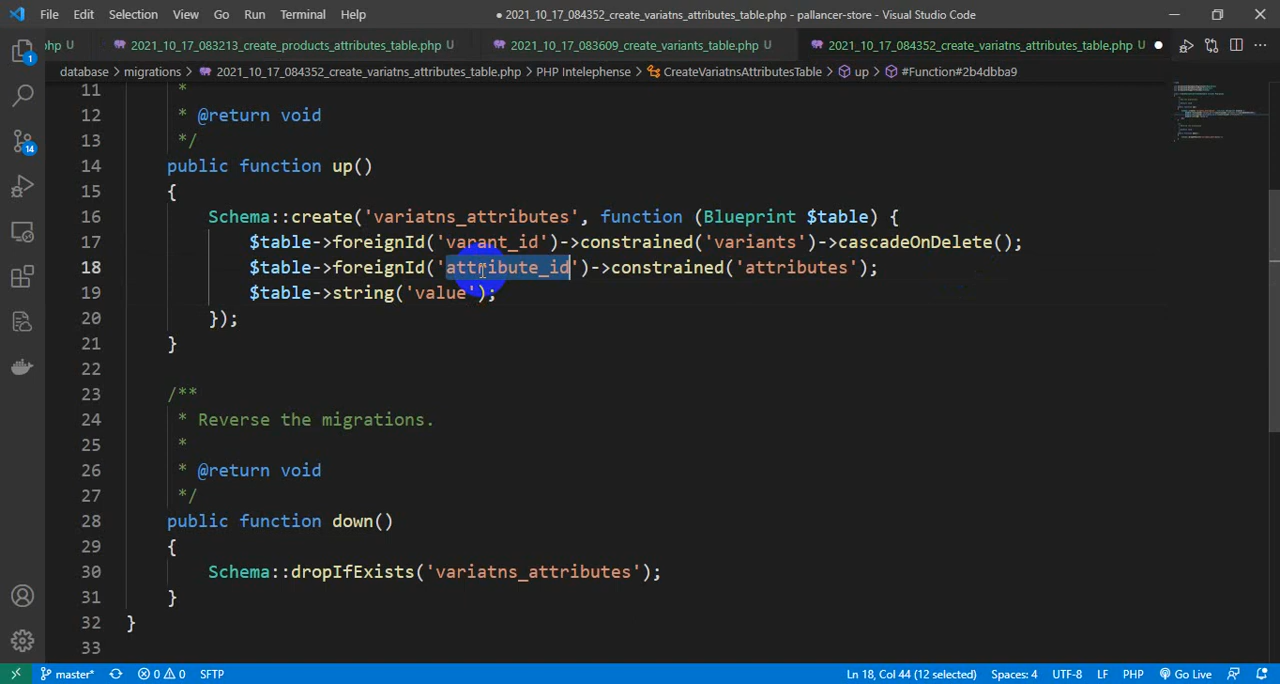 File Edit Selection View Go Run Terminal Help
● 2021_10_17_084352_create_variatns_attributes_table.php - pallancer-store - Visual Studio Code
hp U
2021_10_17_083213_create_products_attributes_table.php U
2021_10_17_083609_create_variants_table.php U
2021_10_17_084352_create_variatns_attributes_table.php U ●
database > migrations > 2021_10_17_084352_create_variatns_attributes_table.php > PHP Intelephense > CreateVariatnsAttributesTable > up > #Function#2b4dbba9
11 *
12 * @return void
13 */
14 public function up()
15 {
16 Schema::create('variatns_attributes', function (Blueprint $table) {
17 $table->foreignId('varant_id')->constrained('variants')->cascadeOnDelete();
18 $table->foreignId('attribute_id')->constrained('attributes');
19 $table->string('value');
20 });
21 }
22
23 /**
24 * Reverse the migrations.
25 *
26 * @return void
27 */
28 public function down()
29 {
30 Schema::dropIfExists('variatns_attributes');
31 }
32 }
33
1
14
master* 0 0 SFTP
Ln 18, Col 44 (12 selected) Spaces: 4 UTF-8 LF PHP Go Live